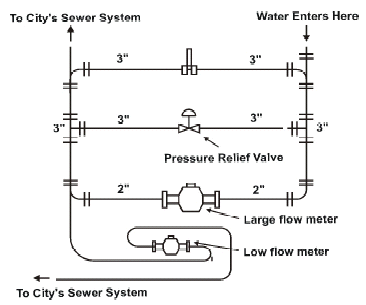 To City's Sewer System
Water Enters Here
3" 3"
3" 3"
3" 3"
Pressure Relief Valve
2" 2"
Large flow meter
Low flow meter
To City's Sewer System